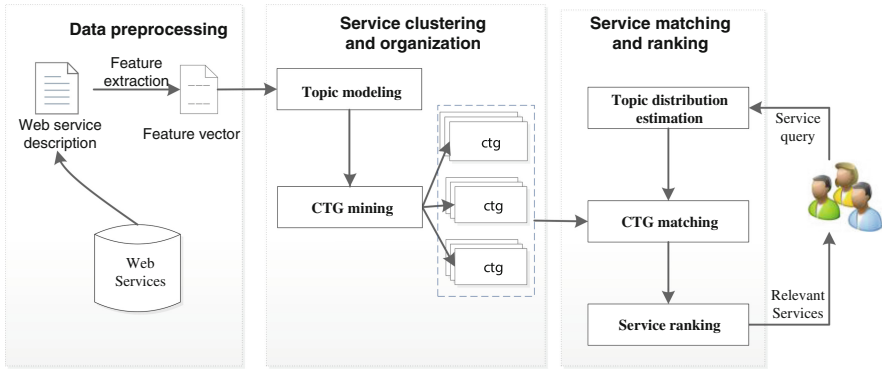 Data preprocessing
Feature
extraction
Web service
description
Feature vector
Web
Services
Service clustering
and organization
Topic modeling
CTG mining
ctg
ctg
ctg
Service matching
and ranking
Topic distribution
estimation
CTG matching
Service ranking
Service
query
Relevant
Services